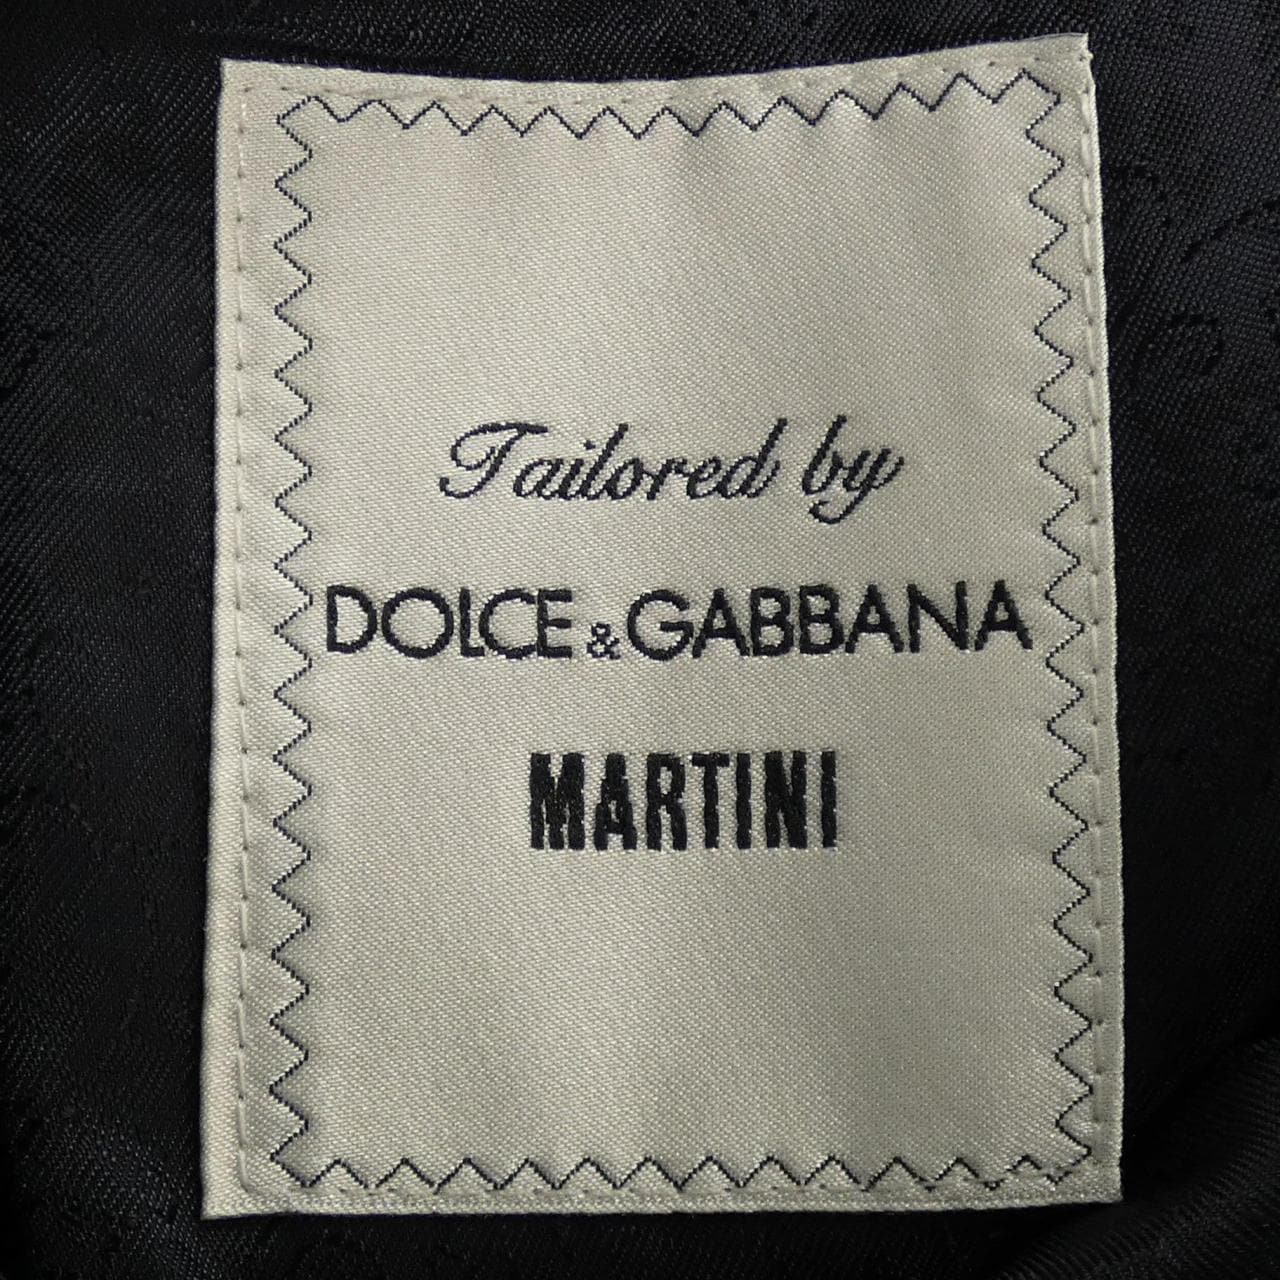 Tailored by
DOLCE & GABBANA
MARTINI